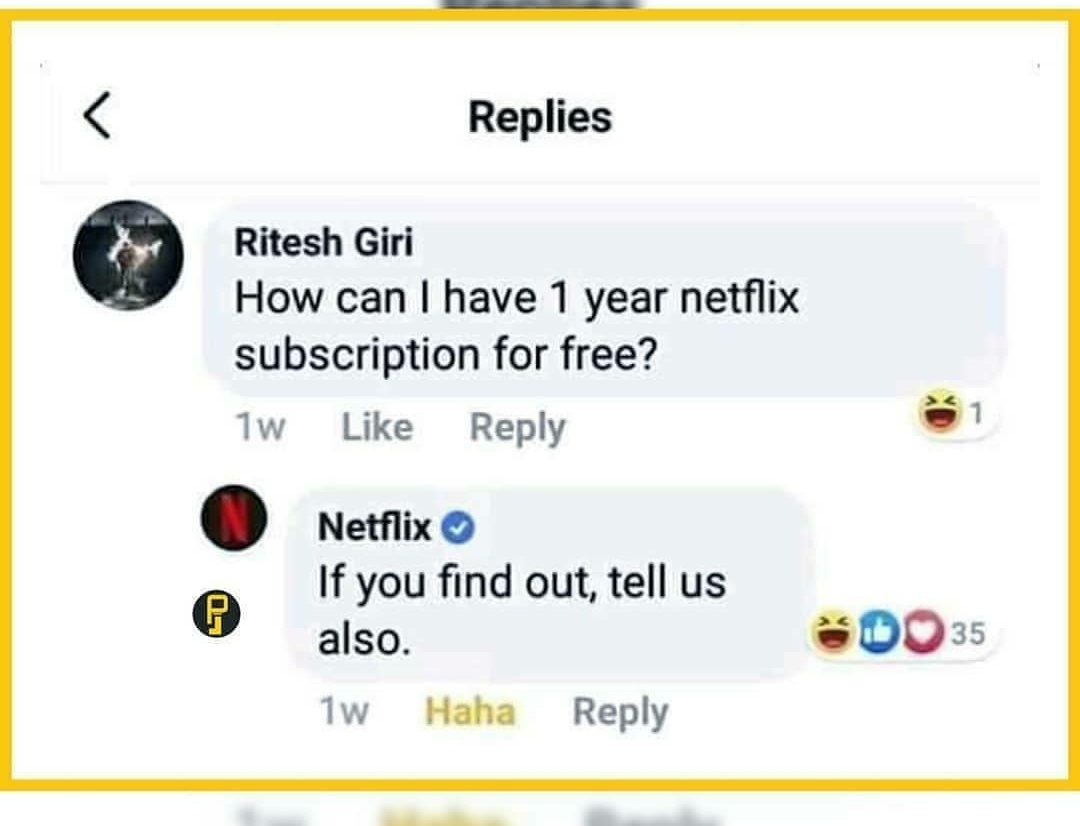 Replies
Ritesh Giri
How can I have 1 year netflix
subscription for free?
1w Like Reply
1
N
Netflix
If you find out, tell us
also.
35
1w Haha Reply